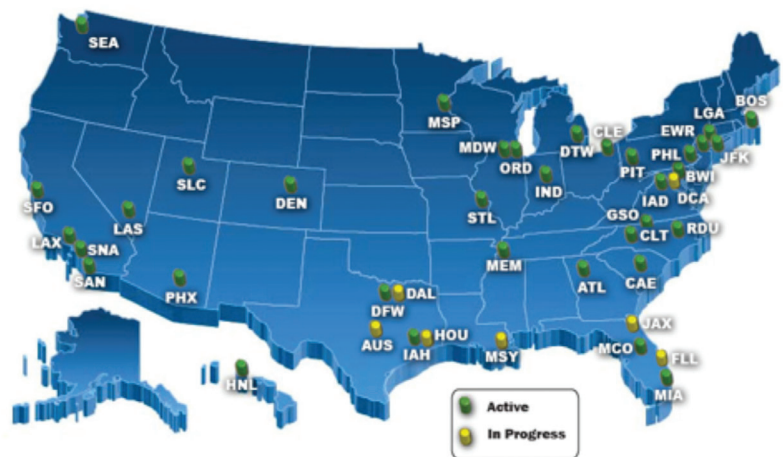 SEA
MSP
BOS
LGA
EWR
CLE
MDW
DTW
PHL
JFK
ORD
PIT
SLC
IND
BWI
DEN
IAD
DCA
STL
SFO
GSO
LAS
RDU
CLT
LAX
SNA
MEM
SAN
ATL
CAE
PHX
DAL
DFW
JAX
AUS
HOU
IAH
MSY
MCO
FLL
HNL
MIA
Active
In Progress